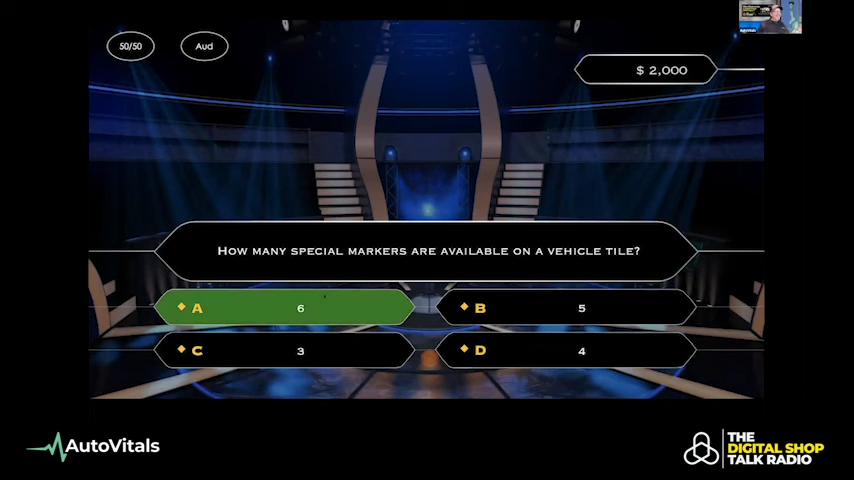 50/50
Aud
$ 2,000
HOW MANY SPECIAL MARKERS ARE AVAILABLE ON A VEHICLE TILE?
A 6
B 5
C 3
D 4
AutoVitals
THE
DIGITAL SHOP
TALK RADIO